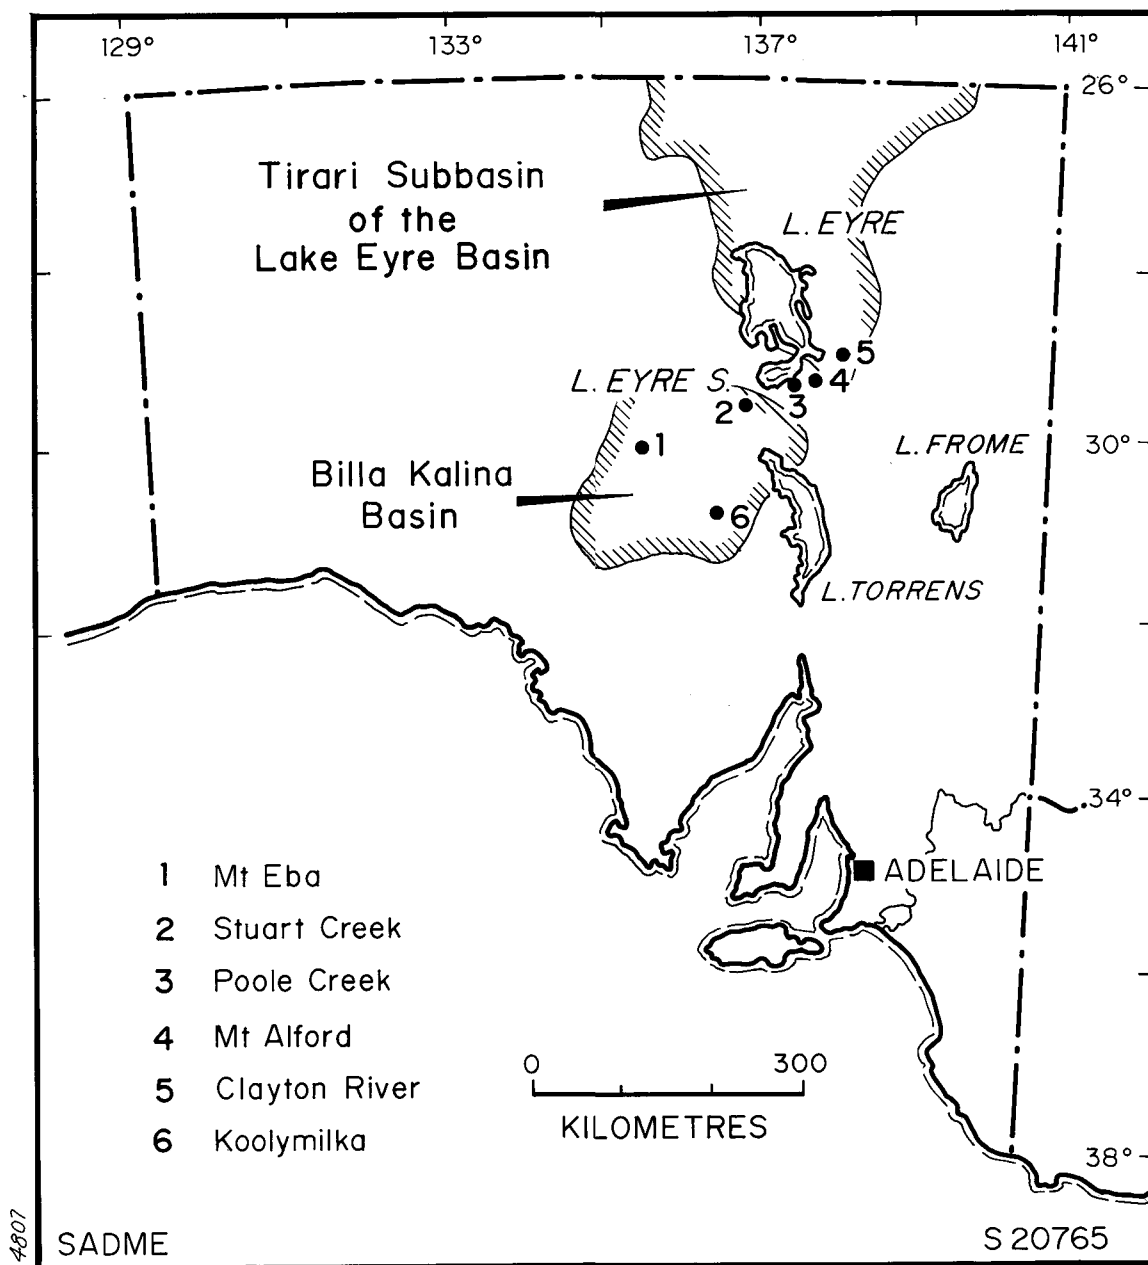 129° 133° 137° 141°
26°
Tirari Subbasin
of the
Lake Eyre Basin
L. EYRE
5
4
3
L. EYRE S.
2
1
30°
L. FROME
Billa Kalina
Basin
6
L. TORRENS
34°
ADELAIDE
1 Mt Eba
2 Stuart Creek
3 Poole Creek
4 Mt Alford
5 Clayton River
6 Koolymilka
0 300
KILOMETRES
38°
4807
SADME
S 20765